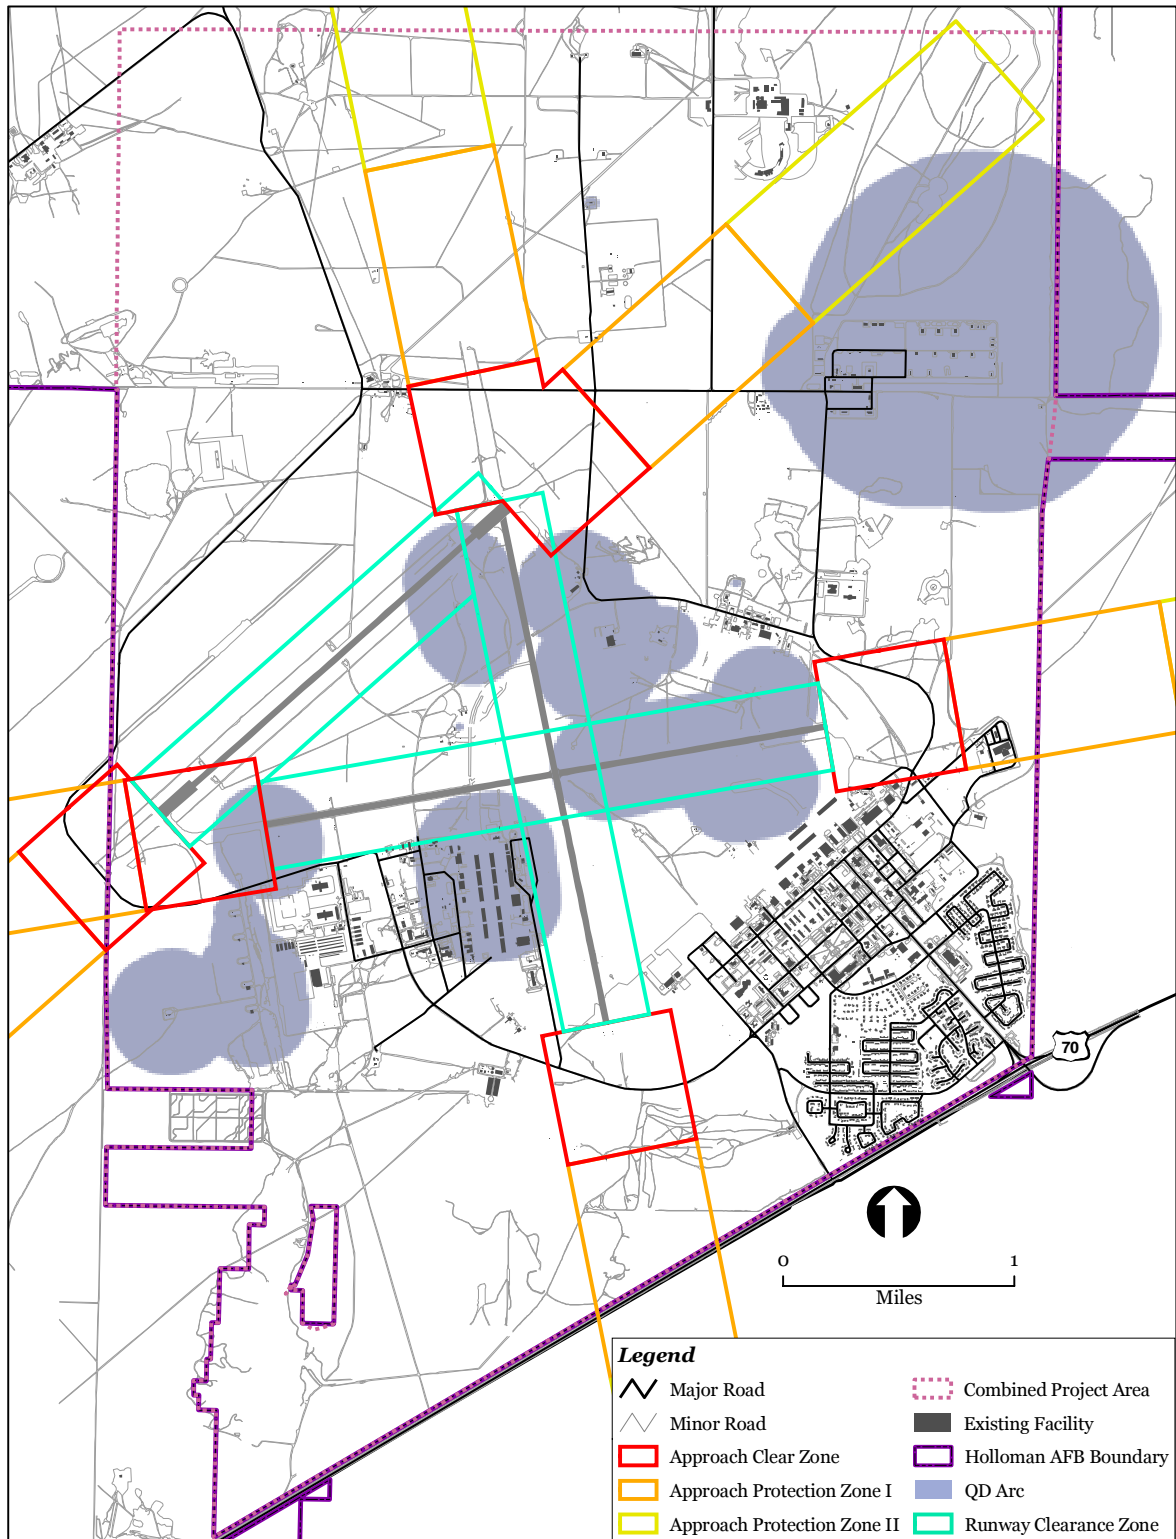 70
0 1
Miles
Legend
Major Road
Minor Road
Approach Clear Zone
Approach Protection Zone I
Approach Protection Zone II
Combined Project Area
Existing Facility
Holloman AFB Boundary
QD Arc
Runway Clearance Zone